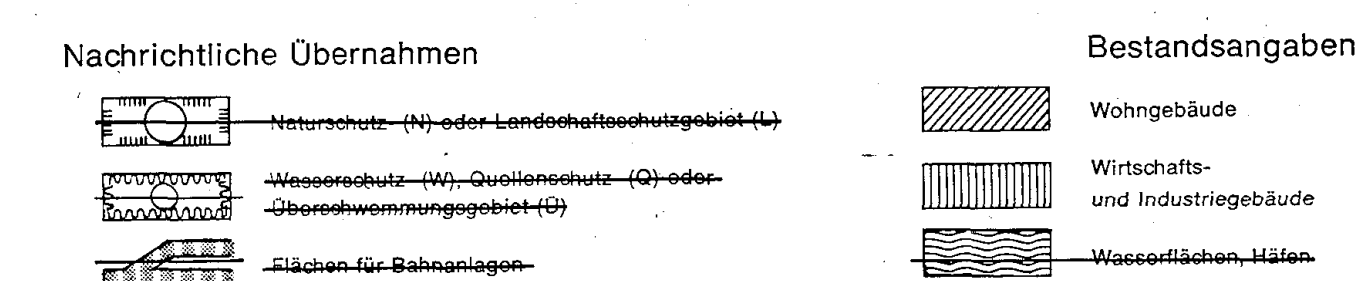 Nachrichtliche Übernahmen
Naturschutz- (N) oder Landschaftsschutzgebiet (L)
Wasserschutz- (W), Quellenschutz- (Q) oder
Überschwemmungsgebiet (Ü)
Flächen für Bahnanlagen
Bestandsangaben
Wohngebäude
Wirtschafts-
und Industriegebäude
Wasserflächen, Häfen